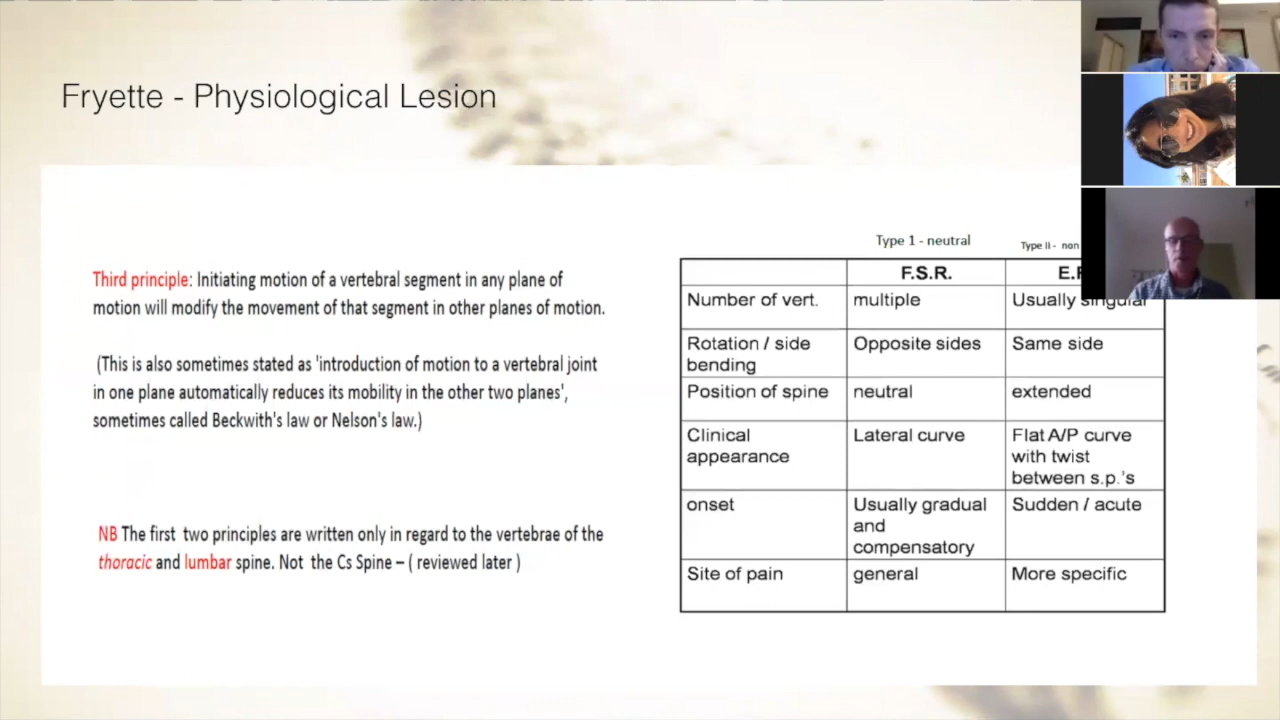 Fryette - Physiological Lesion
Third principle: Initiating motion of a vertebral segment in any plane of
motion will modify the movement of that segment in other planes of motion.
(This is also sometimes stated as 'introduction of motion to a vertebral joint
in one plane automatically reduces its mobility in the other two planes',
sometimes called Beckwith's law or Nelson's law.)
NB The first two principles are written only in regard to the vertebrae of the
thoracic and lumbar spine. Not the Cs Spine – ( reviewed later )
Type 1 - neutral
Type II - non
F.S.R.
Number of vert.
multiple
Usually singular
Rotation / side
bending
Opposite sides
Same side
Position of spine
neutral
extended
Clinical
appearance
Lateral curve
Flat A/P curve
with twist
between s.p.'s
onset
Usually gradual
and
compensatory
Sudden / acute
Site of pain
general
More specific